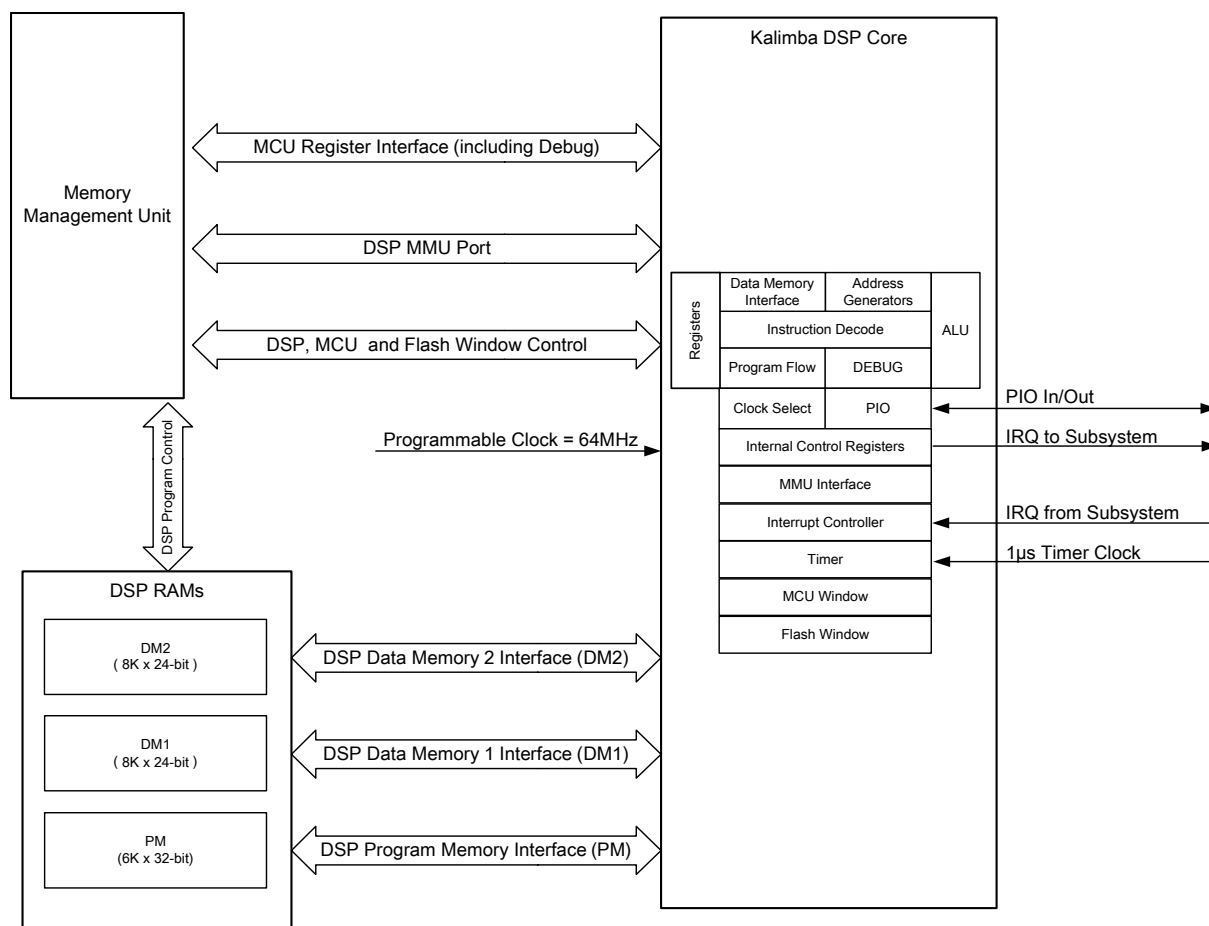 Kalimba DSP Core
MCU Register Interface (including Debug)
Memory
Management Unit
DSP MMU Port
DSP, MCU  and Flash Window Control
Registers
Data Memory
Interface
Address
Generators
Instruction Decode
ALU
Program Flow
DEBUG
Clock Select
PIO
PIO In/Out
Programmable Clock = 64MHz
Internal Control Registers
IRQ to Subsystem
MMU Interface
Interrupt Controller
IRQ from Subsystem
Timer
1µs Timer Clock
MCU Window
Flash Window
DSP Program Control
DSP RAMs
DM2
( 8K x 24-bit )
DSP Data Memory 2 Interface (DM2)
DM1
( 8K x 24-bit )
DSP Data Memory 1 Interface (DM1)
PM
(6K x 32-bit)
DSP Program Memory Interface (PM)